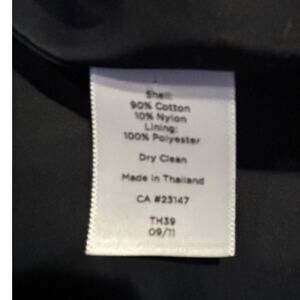 Shell:
90% Cotton
10% Nylon
Lining:
100% Polyester
Dry Clean
Made in Thailand
CA #23147
TH39
09/11